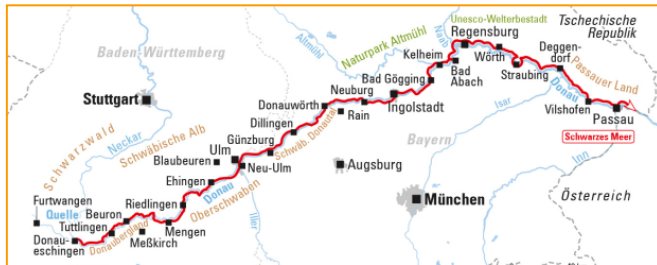 Unesco-Welterbestadt
Tschechische
Republik
Baden-Württemberg
Naturpark Altmühl
Altmühl
Naab
Regensburg
Kelheim
Wörth
Deggen-
dorf
Passauer Land
Bad Gögging
Bad
Abach
Straubing
Neuburg
Stuttgart
Donauwörth
Ingolstadt
Isar
Donau
Vilshofen
Passau
Schwarzes Meer
Schwarzwald
Neckar
Schwäbische Alb
Dillingen
Rain
Günzburg
Schwäb. Donautal
Bayern
Inn
Ulm
Blaubeuren
Neu-Ulm
Augsburg
Ehingen
Donau
Oberschwaben
Iller
München
Österreich
Furtwangen
Quelle
Beuron
Riedlingen
Tuttlingen
Mengen
Donaubergland
Meßkirch
Donau-
eschingen